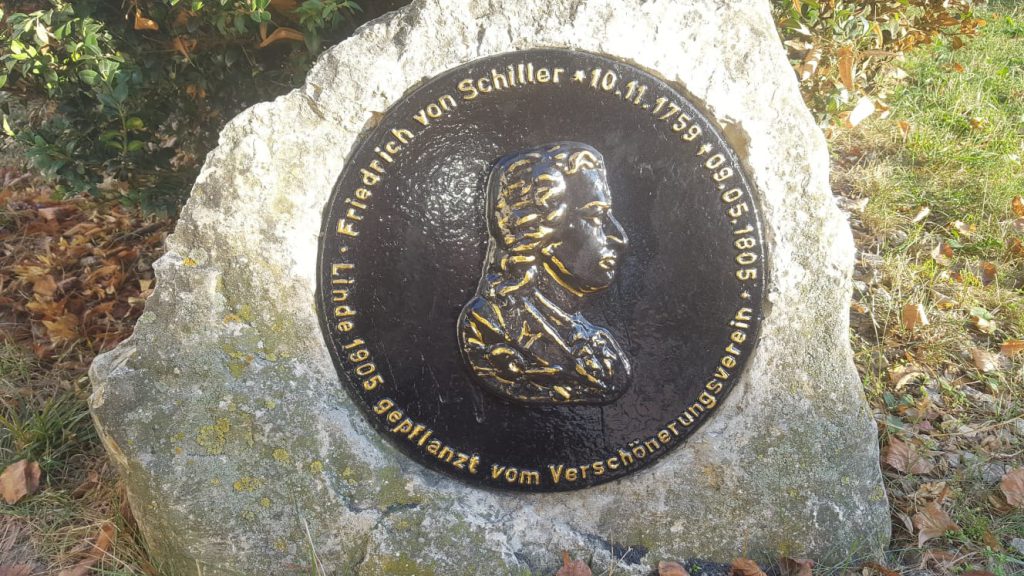 Friedrich von Schiller * 10.11.1759 † 09.05.1805 *
Linde 1905 gepflanzt vom Verschönerungsverein